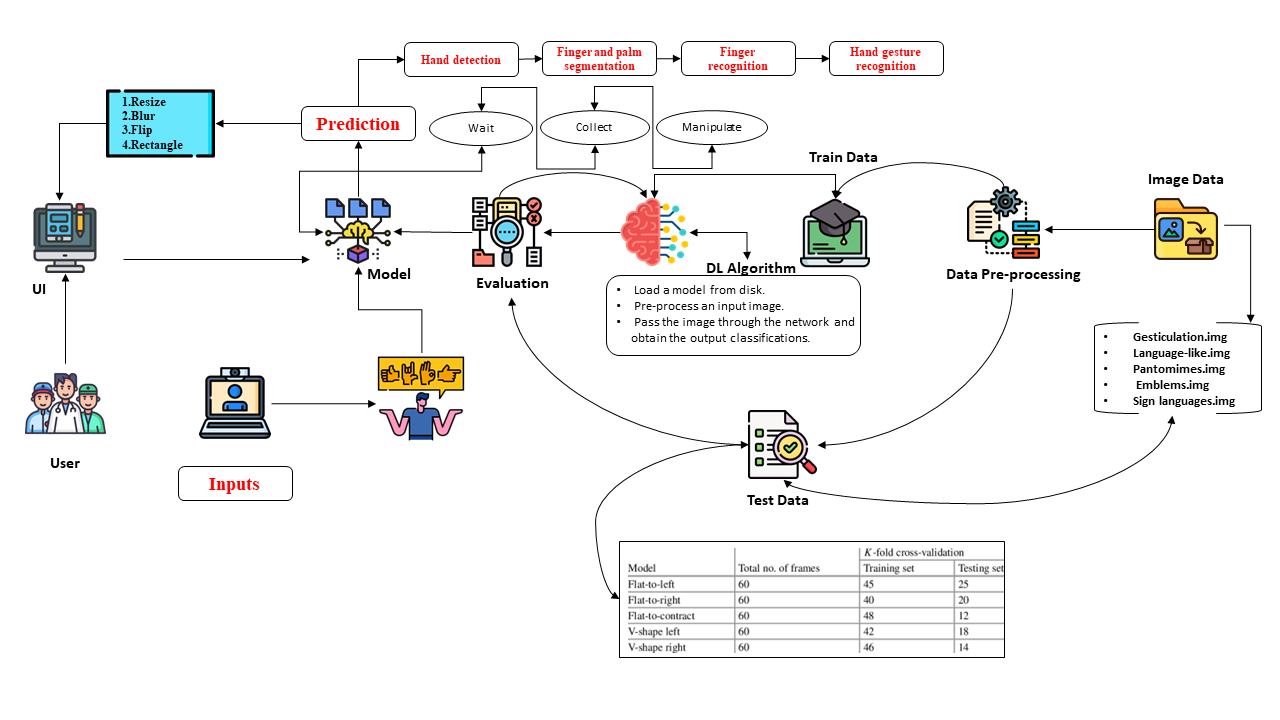 Hand detection
Finger and palm
segmentation
Finger
recognition
Hand gesture
recognition
1.Resize
2.Blur
3.Flip
4.Rectangle
Prediction
Wait
Collect
Manipulate
Train Data
Image Data
UI
Model
Evaluation
DL Algorithm
Data Pre-processing
• Load a model from disk.
• Pre-process an input image.
• Pass the image through the network and
obtain the output classifications.
• Gesticulation.img
• Language-like.img
• Pantomimes.img
• Emblems.img
• Sign languages.img
User
Inputs
Test Data
K-fold cross-validation
Model Total no. of frames Training set Testing set
Flat-to-left 60 45 25
Flat-to-right 60 40 20
Flat-to-contract 60 48 12
V-shape left 60 42 18
V-shape right 60 46 14